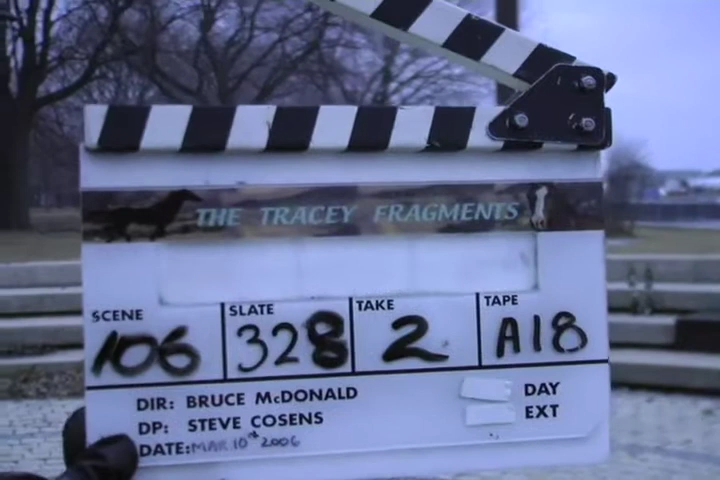 THE TRACEY FRAGMENTS
SCENE SLATE TAKE TAPE
106 328 2 A18
DIR: BRUCE McDONALD DAY
DP: STEVE COSENS EXT
DATE: MAR 10th 2006